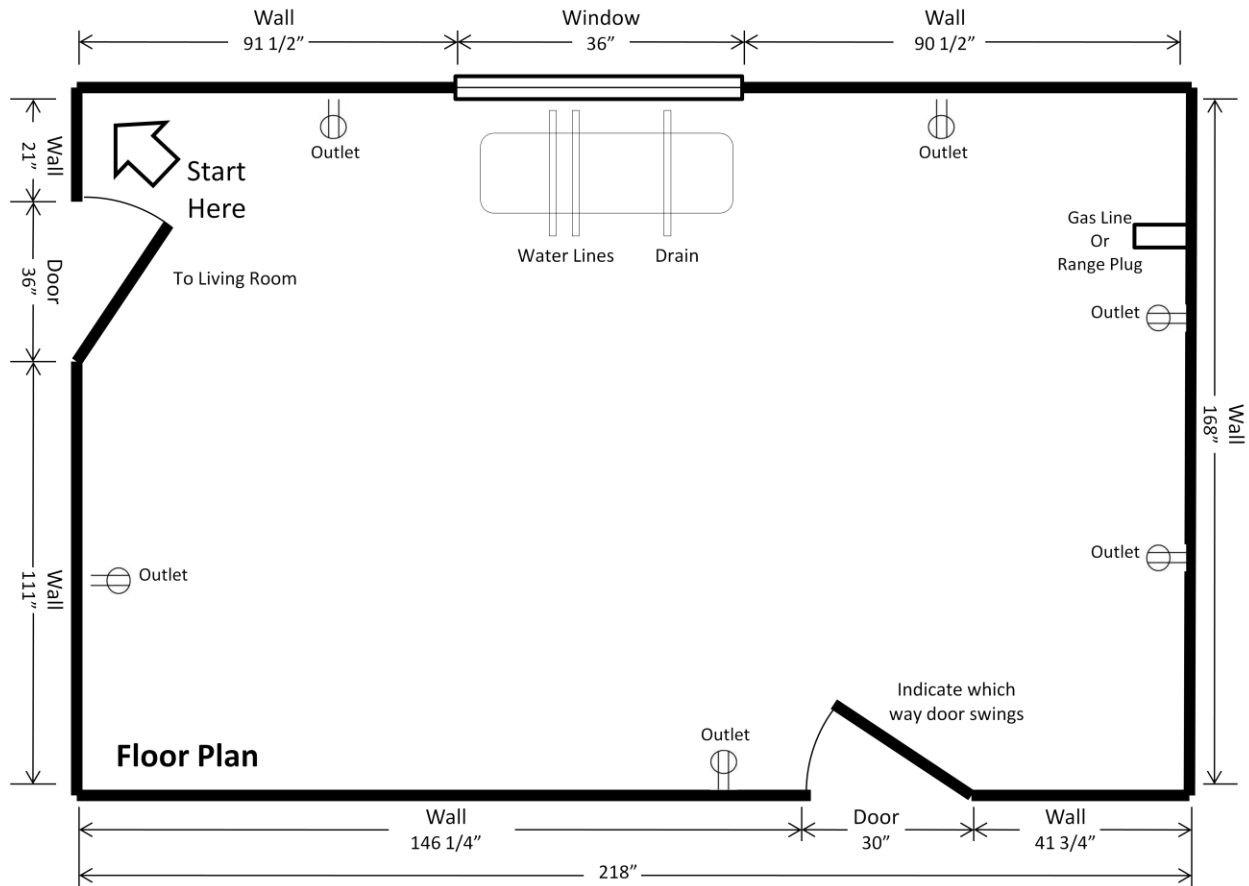 Wall
91 1/2”
Window
36”
Wall
90 1/2”
Wall
21”
Start
Here
Outlet
Outlet
Water Lines
Drain
Gas Line
Or
Range Plug
Door
36”
To Living Room
Outlet
Wall
168”
Wall
111”
Outlet
Outlet
Indicate which
way door swings
Outlet
Floor Plan
Wall
146 1/4”
Door
30”
Wall
41 3/4”
218”